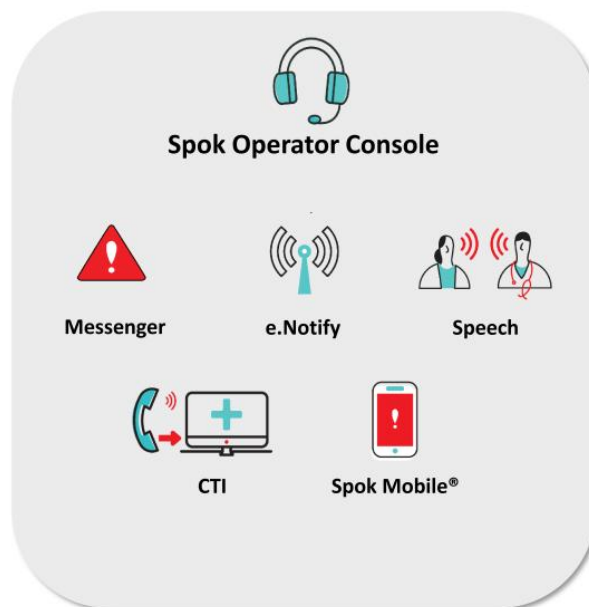 Spok Operator Console
Messenger
e.Notify
Speech
CTI
Spok Mobile®